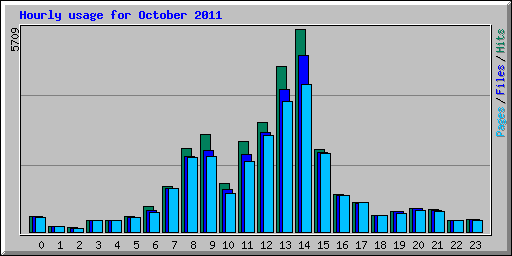 Hourly usage for October 2011
5709
Pages/Files/Hits
0 1 2 3 4 5 6 7 8 9 10 11 12 13 14 15 16 17 18 19 20 21 22 23